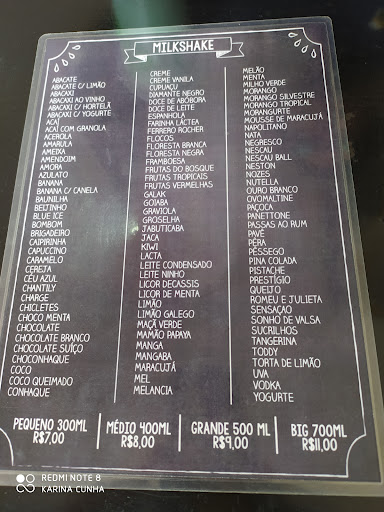 MILKSHAKE
ABACATE
ABACATE C/ LIMÃO
ABACAXI
ABACAXI AO VINHO
ABACAXI C/ HORTELÃ
ABACAXI C/ YOGURTE
AÇAÍ
AÇAÍ COM GRANOLA
ACEROLA
AMARULA
AMEIXA
AMENDOIM
AMORA
AZULATO
BANANA
BANANA C/ CANELA
BAUNILHA
BEIJINHO
BLUE ICE
BOMBOM
BRIGADEIRO
CAIPIRINHA
CAPUCCINO
CARAMELO
CEREJA
CÉU AZUL
CHANTILY
CHARGE
CHICLETES
CHOCO MENTA
CHOCOLATE
CHOCOLATE BRANCO
CHOCOLATE SUÍÇO
CHOCONHAQUE
COCO
COCO QUEIMADO
CONHAQUE
CREME
CREME VANILA
CUPUAÇU
DIAMANTE NEGRO
DOCE DE ABÓBORA
DOCE DE LEITE
ESPANHOLA
FARINHA LÁCTEA
FERRERO ROCHER
FLOCOS
FLORESTA BRANCA
FLORESTA NEGRA
FRAMBOESA
FRUTAS DO BOSQUE
FRUTAS TROPICAIS
FRUTAS VERMELHAS
GALAK
GOIABA
GRAVIOLA
GROSELHA
JABUTICABA
JACA
KIWI
LACTA
LEITE CONDENSADO
LEITE NINHO
LICOR DECASSIS
LICOR DE MENTA
LIMÃO
LIMÃO GALEGO
MAÇÃ VERDE
MAMÃO PAPAYA
MANGA
MANGABA
MARACUJÁ
MEL
MELANCIA
MELÃO
MENTA
MILHO VERDE
MORANGO
MORANGO SILVESTRE
MORANGO TROPICAL
MORANGURTE
MOUSSE DE MARACUJÁ
NAPOLITANO
NATA
NEGRESCO
NESCAU
NESCAU BALL
NESTON
NOZES
NUTELLA
OURO BRANCO
OVOMALTINE
PAÇOCA
PANETTONE
PASSAS AO RUM
PAVÊ
PÊRA
PÊSSEGO
PINA COLADA
PISTACHE
PRESTÍGIO
QUEIJO
ROMEU E JULIETA
SENSAÇÃO
SONHO DE VALSA
SUCRILHOS
TANGERINA
TODDY
TORTA DE LIMÃO
UVA
VODKA
YOGURTE
PEQUENO 300ML
R$7,00
MÉDIO 400ML
R$8,00
GRANDE 500 ML
R$9,00
BIG 700ML
R$11,00
REDMI NOTE 8
KARINA CUNHA